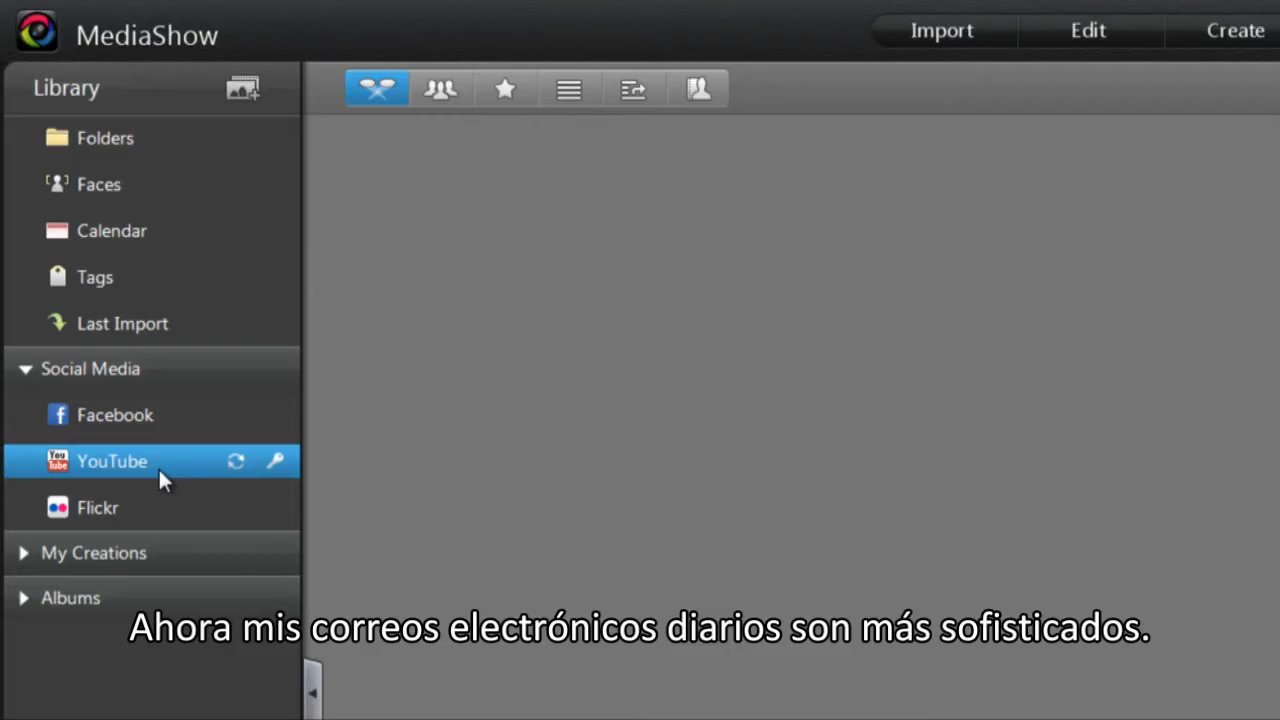 MediaShow
Import
Edit
Create
Library
Folders
Faces
Calendar
Tags
Last Import
Social Media
Facebook
YouTube
Flickr
My Creations
Albums
Ahora mis correos electrónicos diarios son más sofisticados.